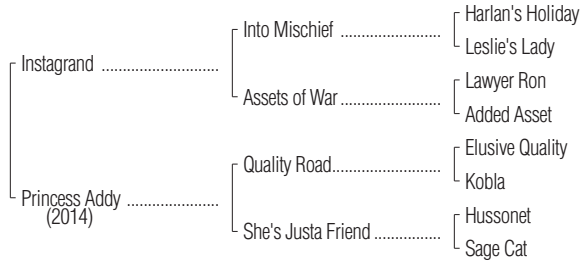 Harlan's Holiday
Into Mischief ....................
Leslie's Lady
Instagrand ........................
Lawyer Ron
Assets of War ....................
Added Asset
Elusive Quality
Quality Road.......................
Kobla
Princess Addy ...................
(2014)
Hussonet
She's Justa Friend ..............
Sage Cat